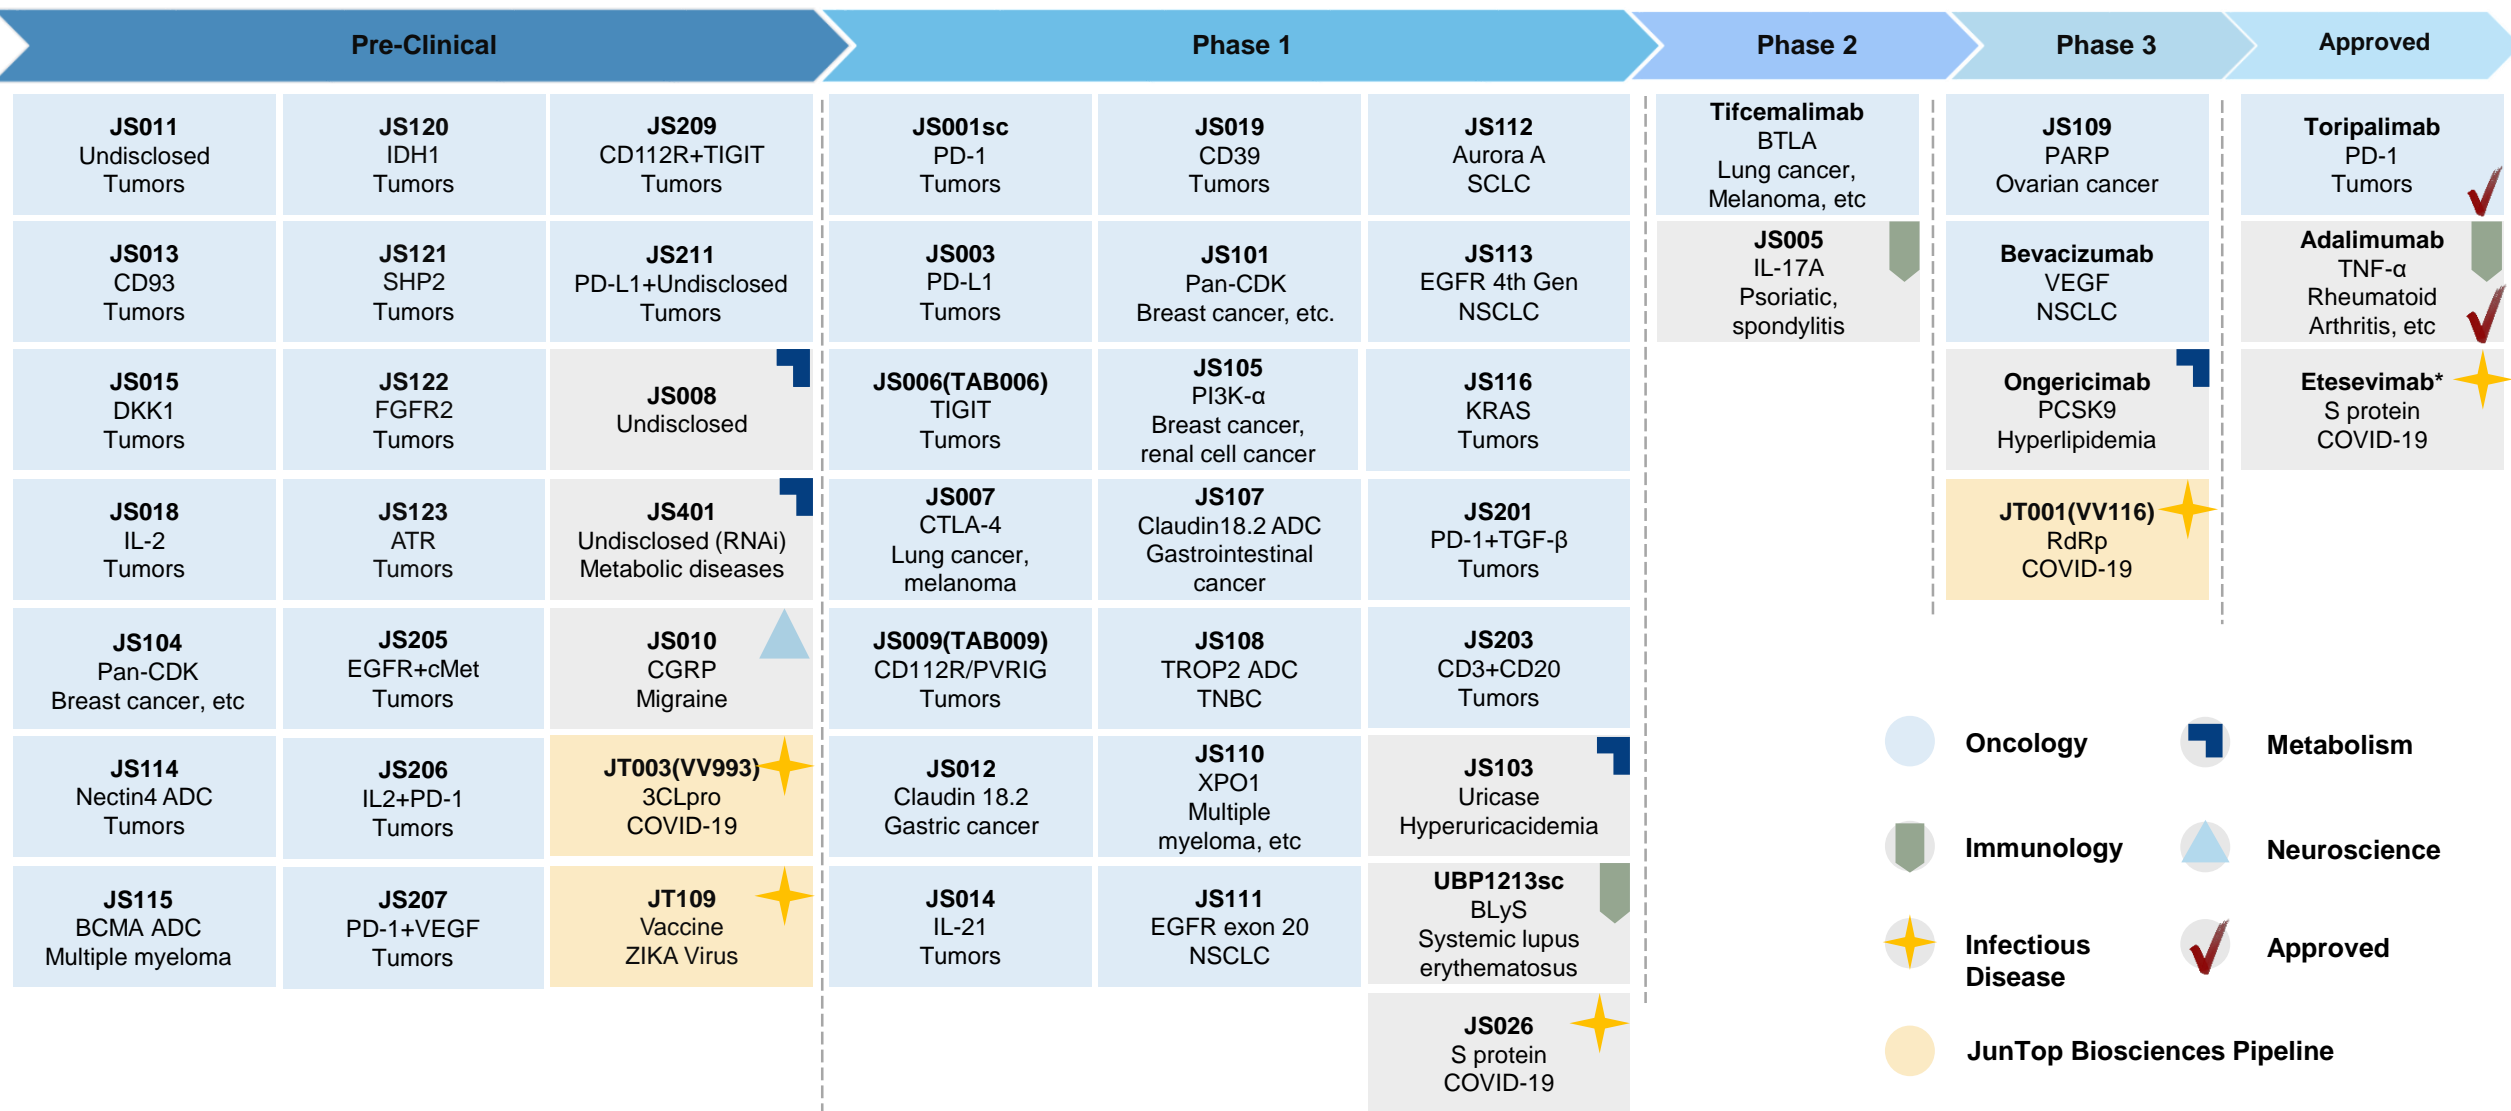 Pre-Clinical
Phase 1
Phase 2
Phase 3
Approved
JS011
Undisclosed
Tumors
JS120
IDH1
Tumors
JS209
CD112R+TIGIT
Tumors
JS001sc
PD-1
Tumors
JS019
CD39
Tumors
JS112
Aurora A
SCLC
Tifcemalimab
BTLA
Lung cancer,
Melanoma, etc
JS109
PARP
Ovarian cancer
Toripalimab
PD-1
Tumors
JS013
CD93
Tumors
JS121
SHP2
Tumors
JS211
PD-L1+Undisclosed
Tumors
JS003
PD-L1
Tumors
JS101
Pan-CDK
Breast cancer, etc.
JS113
EGFR 4th Gen
NSCLC
JS005
IL-17A
Psoriatic,
spondylitis
Bevacizumab
VEGF
NSCLC
Adalimumab
TNF-α
Rheumatoid
Arthritis, etc
JS015
DKK1
Tumors
JS122
FGFR2
Tumors
JS008
Undisclosed
JS006(TAB006)
TIGIT
Tumors
JS105
PI3K-α
Breast cancer,
renal cell cancer
JS116
KRAS
Tumors
Ongericimab
PCSK9
Hyperlipidemia
Etesevimab*
S protein
COVID-19
JS018
IL-2
Tumors
JS123
ATR
Tumors
JS401
Undisclosed (RNAi)
Metabolic diseases
JS007
CTLA-4
Lung cancer,
melanoma
JS107
Claudin18.2 ADC
Gastrointestinal
cancer
JS201
PD-1+TGF-β
Tumors
JT001(VV116)
RdRp
COVID-19
JS104
Pan-CDK
Breast cancer, etc
JS205
EGFR+cMet
Tumors
JS010
CGRP
Migraine
JS009(TAB009)
CD112R/PVRIG
Tumors
JS108
TROP2 ADC
TNBC
JS203
CD3+CD20
Tumors
JS114
Nectin4 ADC
Tumors
JS206
IL2+PD-1
Tumors
JT003(VV993)
3CLpro
COVID-19
JS012
Claudin 18.2
Gastric cancer
JS110
XPO1
Multiple
myeloma, etc
JS103
Uricase
Hyperuricacidemia
JS115
BCMA ADC
Multiple myeloma
JS207
PD-1+VEGF
Tumors
JT109
Vaccine
ZIKA Virus
JS014
IL-21
Tumors
JS111
EGFR exon 20
NSCLC
UBP1213sc
BLyS
Systemic lupus
erythematosus
JS026
S protein
COVID-19
Oncology
Metabolism
Immunology
Neuroscience
Infectious
Disease
Approved
JunTop Biosciences Pipeline